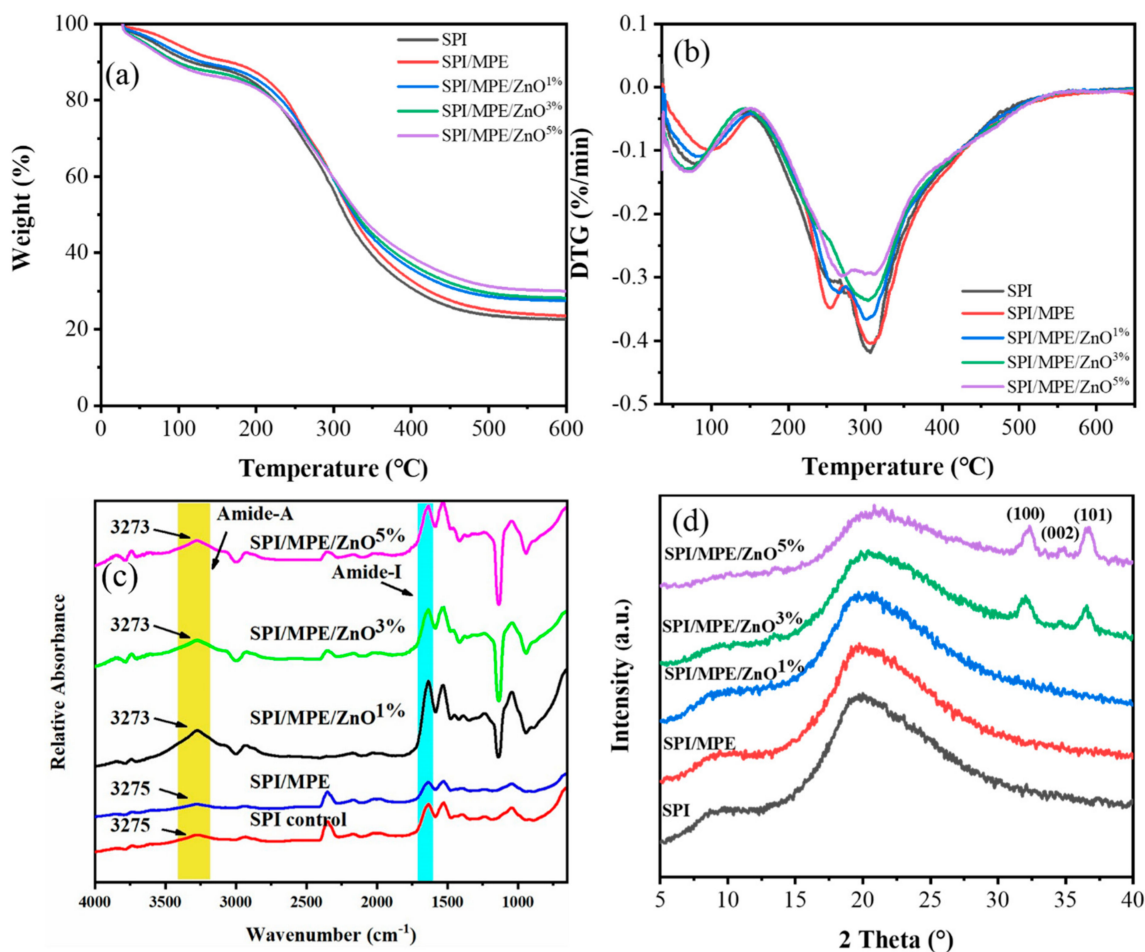 (a)
SPI
SPI/MPE
SPI/MPE/ZnO1%
SPI/MPE/ZnO3%
SPI/MPE/ZnO5%
Weight (%)
100
80
60
40
20
0
0 100 200 300 400 500 600
Temperature (°C)
(b)
DTG (%/min)
0.1
0.0
-0.1
-0.2
-0.3
-0.4
-0.5
SPI
SPI/MPE
SPI/MPE/ZnO1%
SPI/MPE/ZnO3%
SPI/MPE/ZnO5%
100 200 300 400 500 600
Temperature (°C)
(c)
Relative Absorbance
3273
Amide-A
SPI/MPE/ZnO5%
Amide-I
3273
SPI/MPE/ZnO3%
3273
SPI/MPE/ZnO1%
3275
SPI/MPE
3275
SPI control
4000 3500 3000 2500 2000 1500 1000
Wavenumber (cm-1)
(d)
Intensity (a.u.)
(100)
(002)
(101)
SPI/MPE/ZnO5%
SPI/MPE/ZnO3%
SPI/MPE/ZnO1%
SPI/MPE
SPI
5 10 15 20 25 30 35 40
2 Theta (°)